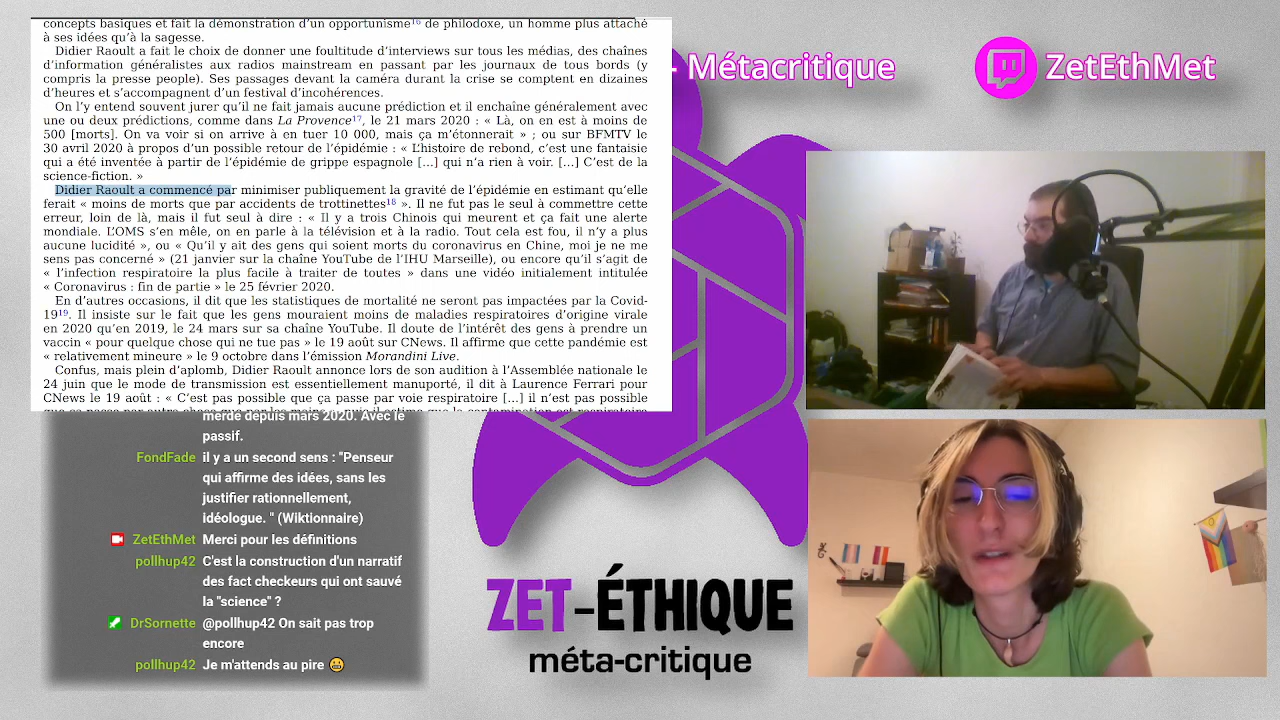 concepts basiques et fait la démonstration d’un opportunisme16 de philodoxe, un homme plus attaché
à ses idées qu’à la sagesse.
Didier Raoult a fait le choix de donner une foultitude d’interviews sur tous les médias, des chaînes
d’information généralistes aux radios mainstream en passant par les journaux de tous bords (y
compris la presse people). Ses passages devant la caméra durant la crise se comptent en dizaines
d’heures et s’accompagnent d’un festival d’incohérences.
On l’y entend souvent jurer qu’il ne fait jamais aucune prédiction et il enchaîne généralement avec
une ou deux prédictions, comme dans La Provence17, le 21 mars 2020 : « Là, on en est à moins de
500 [morts]. On va voir si on arrive à en tuer 10 000, mais ça m’étonnerait » ; ou sur BFMTV le
30 avril 2020 à propos d’un possible retour de l’épidémie : « L’histoire de rebond, c’est une fantaisie
qui a été inventée à partir de l’épidémie de grippe espagnole […] qui n’a rien à voir. […] C’est de la
science-fiction. »
Didier Raoult a commencé par minimiser publiquement la gravité de l’épidémie en estimant qu’elle
ferait « moins de morts que par accidents de trottinettes18 ». Il ne fut pas le seul à commettre cette
erreur, loin de là, mais il fut seul à dire : « Il y a trois Chinois qui meurent et ça fait une alerte
mondiale. L’OMS s’en mêle, on en parle à la télévision et à la radio. Tout cela est fou, il n’y a plus
aucune lucidité », ou « Qu’il y ait des gens qui soient morts du coronavirus en Chine, moi je ne me
sens pas concerné » (21 janvier sur la chaîne YouTube de l’IHU Marseille), ou encore qu’il s’agit de
« l’infection respiratoire la plus facile à traiter de toutes » dans une vidéo initialement intitulée
« Coronavirus : fin de partie » le 25 février 2020.
En d’autres occasions, il dit que les statistiques de mortalité ne seront pas impactées par la Covid-
1919. Il insiste sur le fait que les gens mouraient moins de maladies respiratoires d’origine virale
en 2020 qu’en 2019, le 24 mars sur sa chaîne YouTube. Il doute de l’intérêt des gens à prendre un
vaccin « pour quelque chose qui ne tue pas » le 19 août sur CNews. Il affirme que cette pandémie est
« relativement mineure » le 9 octobre dans l’émission Morandini Live.
Confus, mais plein d’aplomb, Didier Raoult annonce lors de son audition à l’Assemblée nationale le
24 juin que le mode de transmission est essentiellement manuporté, il dit à Laurence Ferrari pour
CNews le 19 août : « C’est pas possible que ça passe par voie respiratoire […] il n’est pas possible
Métacritique
ZetEthMet
merde depuis mars 2020. Avec le
passif.
FondFade il y a un second sens : "Penseur
qui affirme des idées, sans les
justifier rationnellement,
idéologue. " (Wiktionnaire)
ZetEthMet Merci pour les définitions
pollhup42 C'est la construction d'un narratif
des fact checkeurs qui ont sauvé
la "science" ?
DrSornette @pollhup42 On sait pas trop
encore
pollhup42 Je m'attends au pire 😀
ZET-ÉTHIQUE
méta-critique